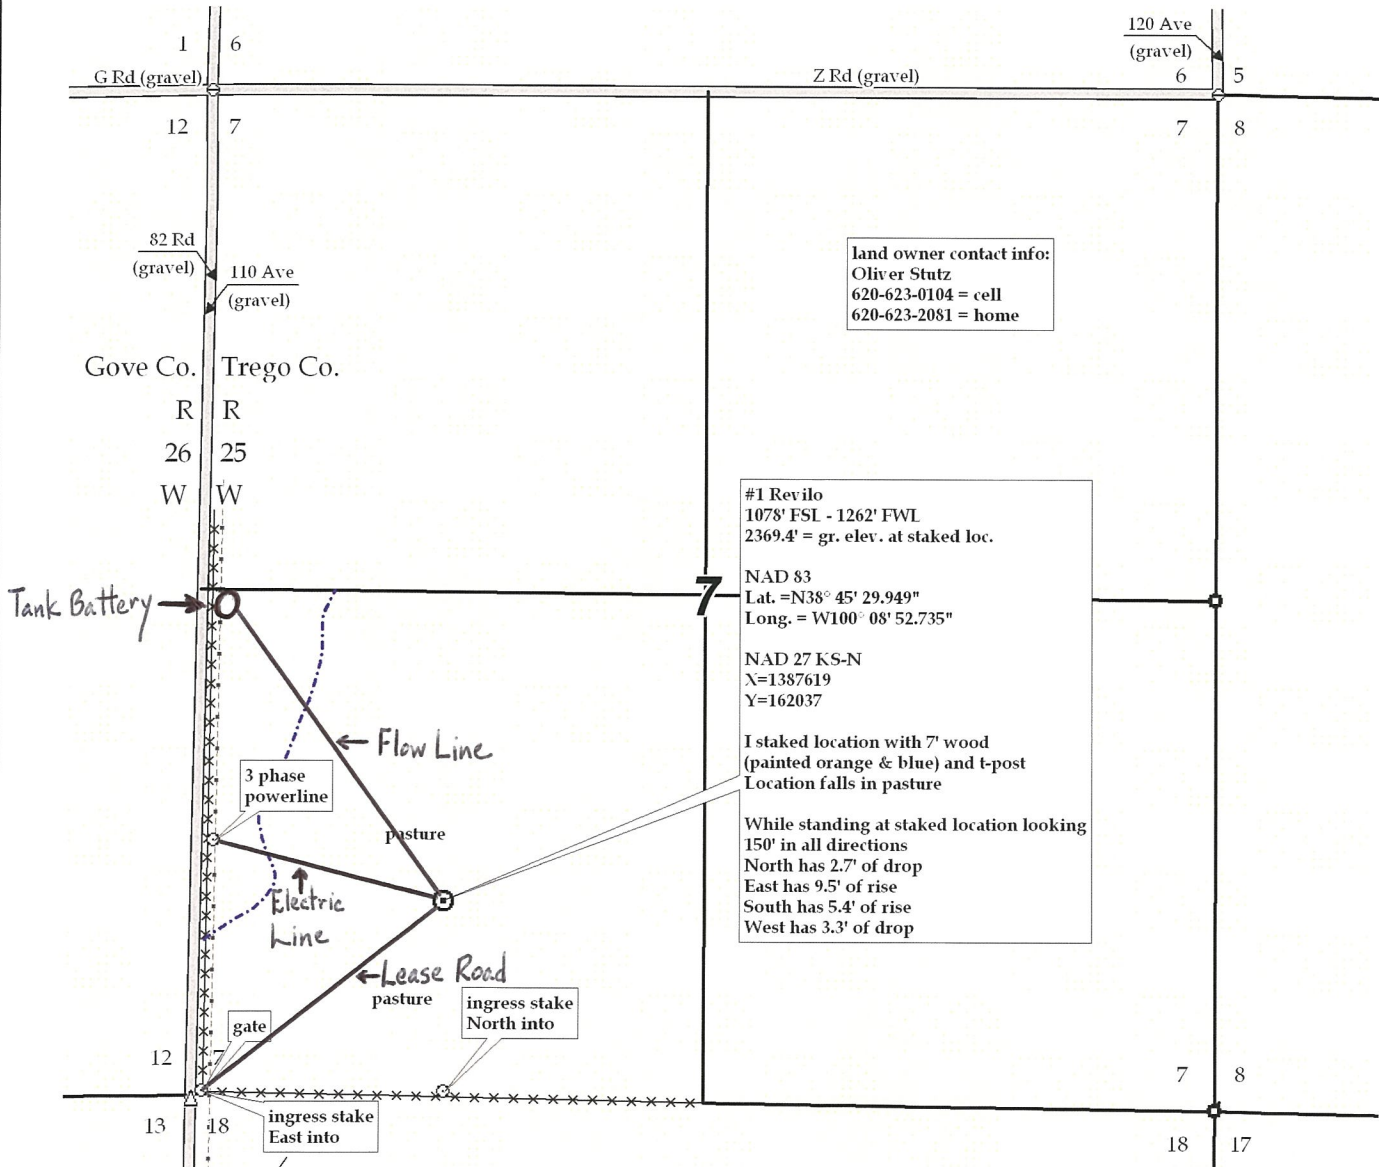 1 6
120 Ave
(gravel)
G Rd (gravel)
Z Rd (gravel)
6 5
12 7
7 8
82 Rd
(gravel)
110 Ave
(gravel)
land owner contact info:
Oliver Stutz
620-623-0104 = cell
620-623-2081 = home
Gove Co. Trego Co.
R R
26 25
W W
#1 Revilo
1078' FSL - 1262' FWL
2369.4' = gr. elev. at staked loc.
NAD 83
Lat. =N38° 45' 29.949"
Long. = W100° 08' 52.735"
NAD 27 KS-N
X=1387619
Y=162037
I staked location with 7' wood
(painted orange & blue) and t-post
Location falls in pasture
While standing at staked location looking
150' in all directions
North has 2.7' of drop
East has 9.5' of rise
South has 5.4' of rise
West has 3.3' of drop
7
Tank Battery
Flow Line
3 phase
powerline
pasture
Electric
Line
Lease Road
pasture
ingress stake
North into
gate
12 7
7 8
ingress stake
East into
13 18
18 17